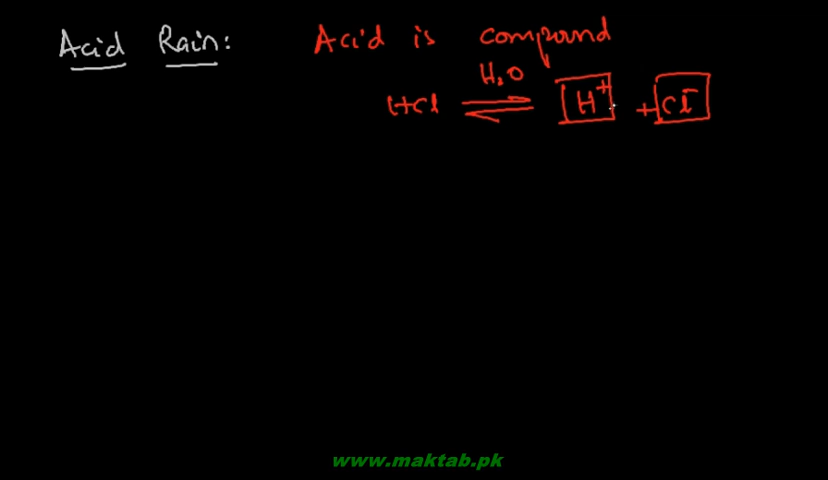 Acid Rain: Acid is compound
H₂O
HCl ⇌ H⁺ + Cl⁻
www.maktab.pk